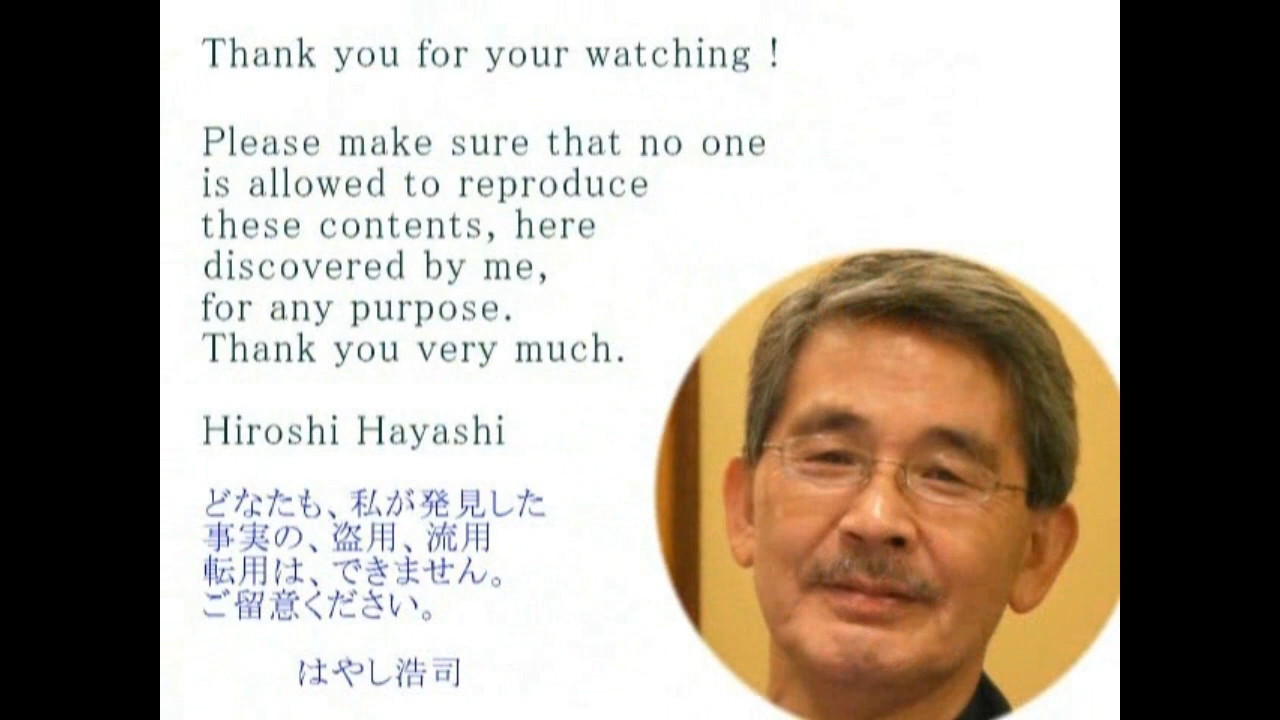 Thank you for your watching !
Please make sure that no one
is allowed to reproduce
these contents, here
discovered by me,
for any purpose.
Thank you very much.
Hiroshi Hayashi
どなたも、私が発見した
事実の、盗用、流用
転用は、できません。
ご留意ください。
はやし浩司